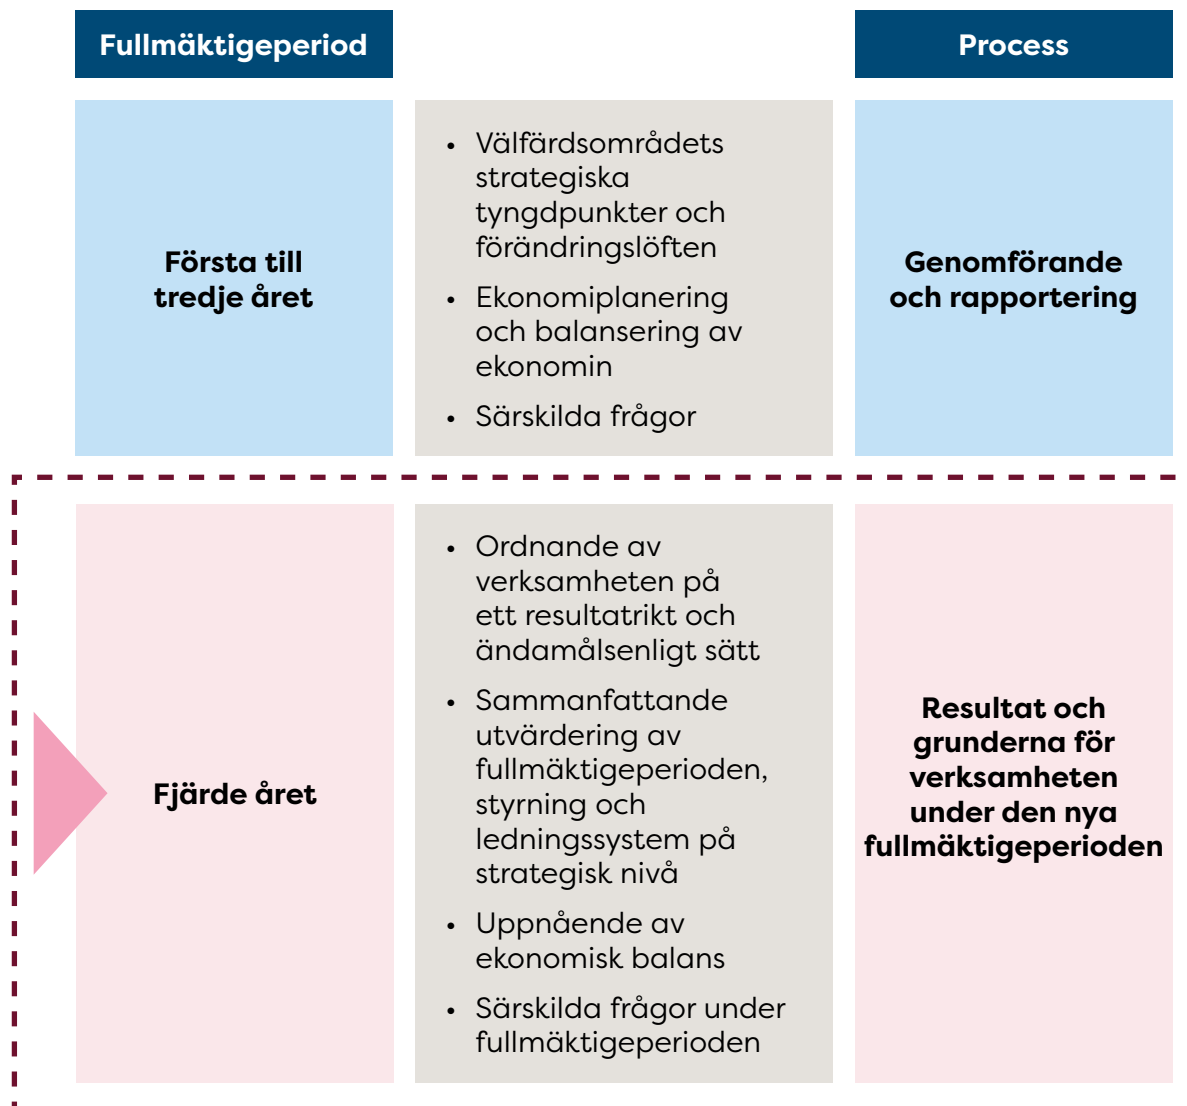 Fullmäktigeperiod
Process
Första till
tredje året
• Välfärdsområdets
strategiska
tyngdpunkter och
förändringslöften
• Ekonomiplanering
och balansering av
ekonomin
• Särskilda frågor
Genomförande
och rapportering
Fjärde året
• Ordnande av
verksamheten på
ett resultatrikt och
ändamålsenligt sätt
• Sammanfattande
utvärdering av
fullmäktigeperioden,
styrning och
ledningssystem på
strategisk nivå
• Uppnående av
ekonomisk balans
• Särskilda frågor under
fullmäktigeperioden
Resultat och
grunderna för
verksamheten
under den nya
fullmäktigeperioden